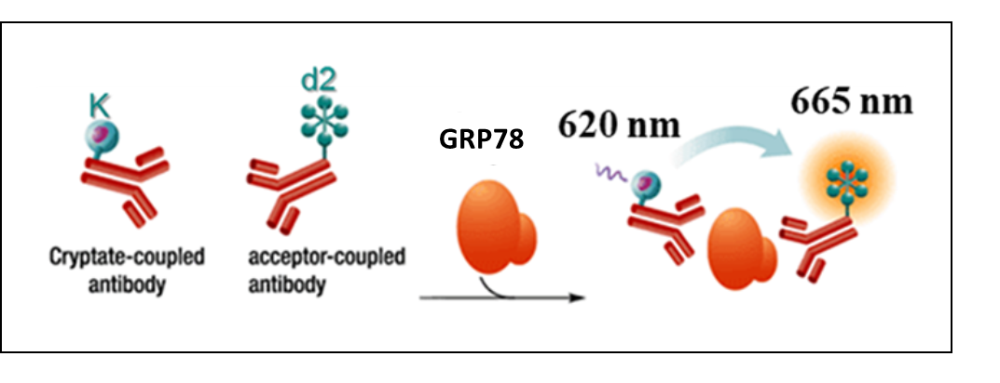 K
d2
GRP78
620 nm
665 nm
Cryptate-coupled
antibody
acceptor-coupled
antibody